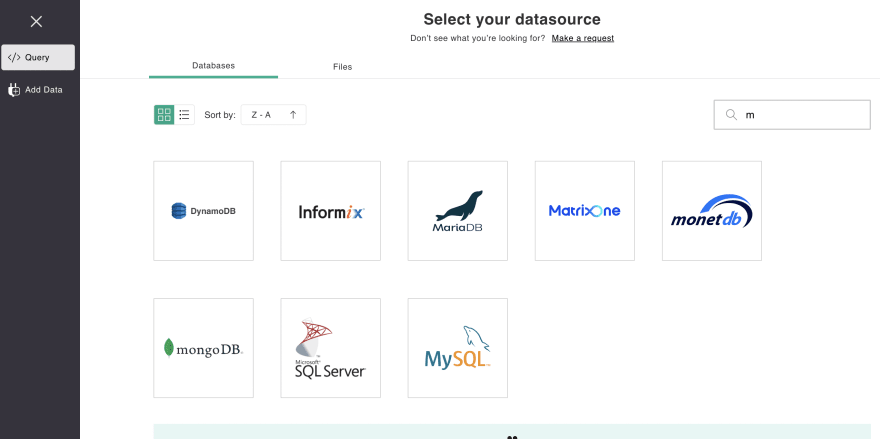 Select your datasource
Don't see what you're looking for? Make a request
</> Query
Add Data
Databases
Files
Sort by: Z - A ↑
m
DynamoDB
Informix
MariaDB
MatrixOne
monetdb
mongoDB
Microsoft
SQL Server
MySQL